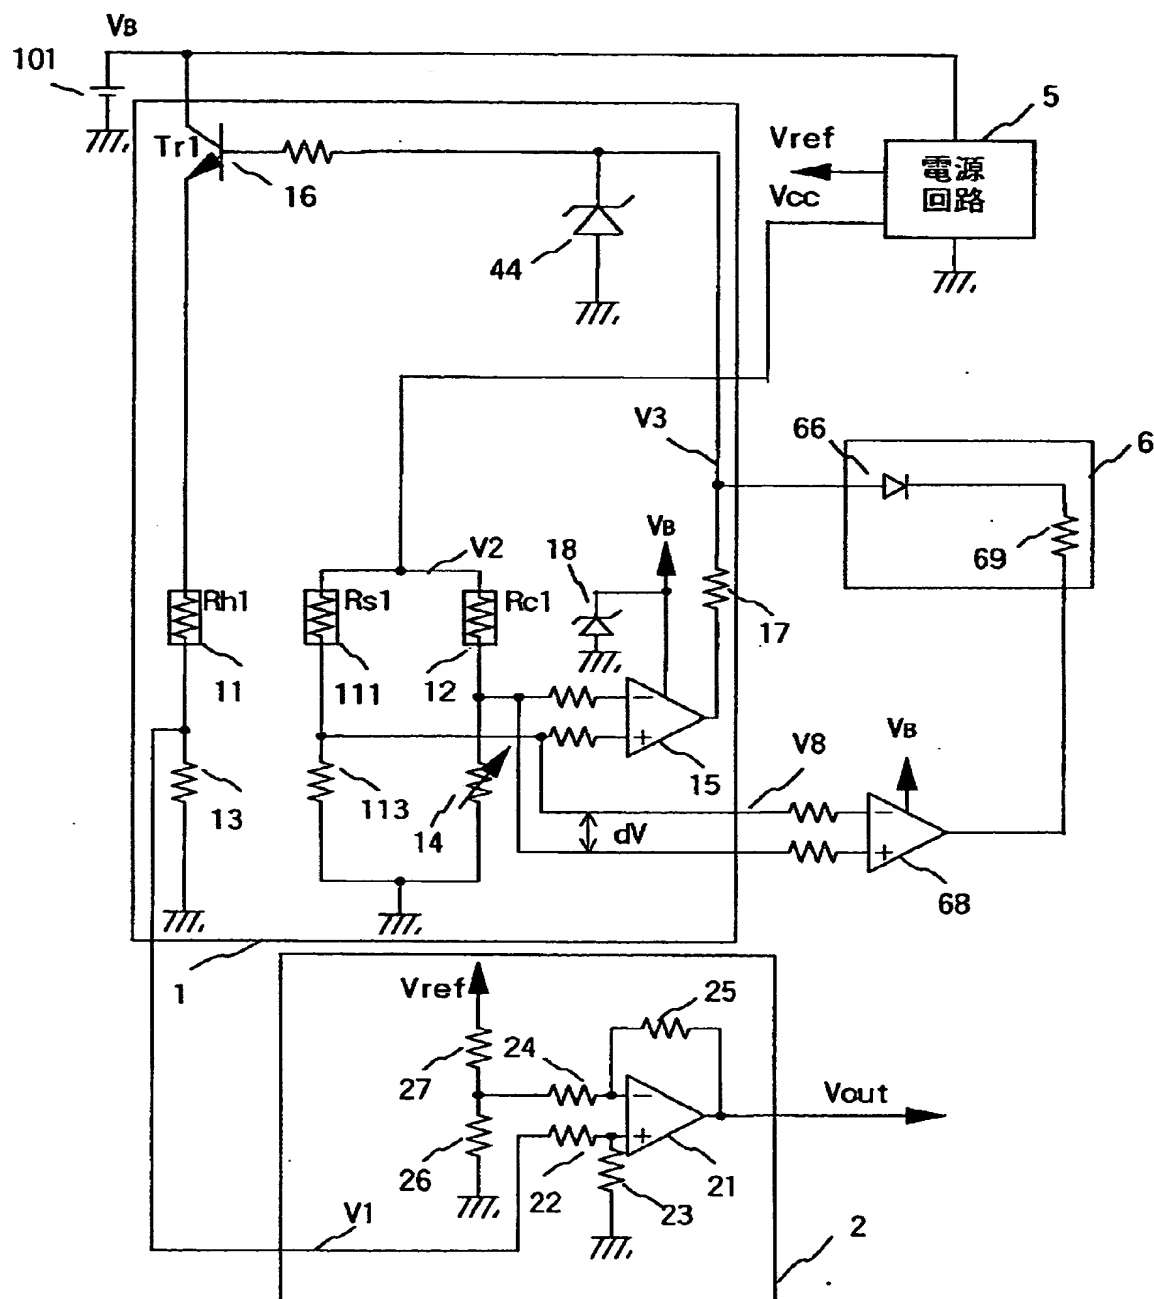 VB
101
5
Tr1
16
Vref
Vcc
電源
回路
44
V3
66
6
VB
18
V2
69
Rh1
Rs1
Rc1
17
11
111
12
−
+
15
V8
VB
13
113
14
dV
−
+
68
1
Vref
25
27
24
−
Vout
+
26
22
23
21
V1
2